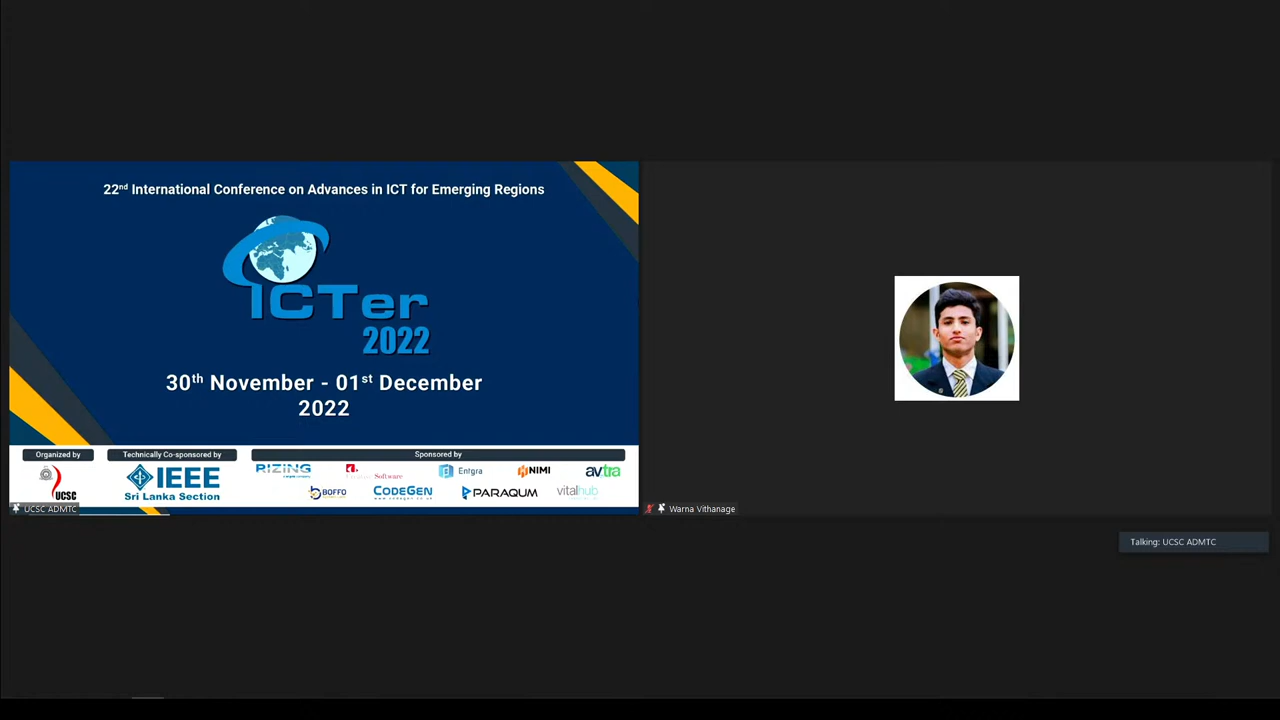 22nd International Conference on Advances in ICT for Emerging Regions
ICTer
2022
30th November - 01st December
2022
Organized by
Technically Co-sponsored by
Sponsored by
UCSC
IEEE
Sri Lanka Section
RIZING
Software
Entgra
NIMI
avtra
BOFFO
CODEGEN
PARAQUM
vitalhub
UCSC ADMTC
Warna Vithanage
Talking: UCSC ADMTC